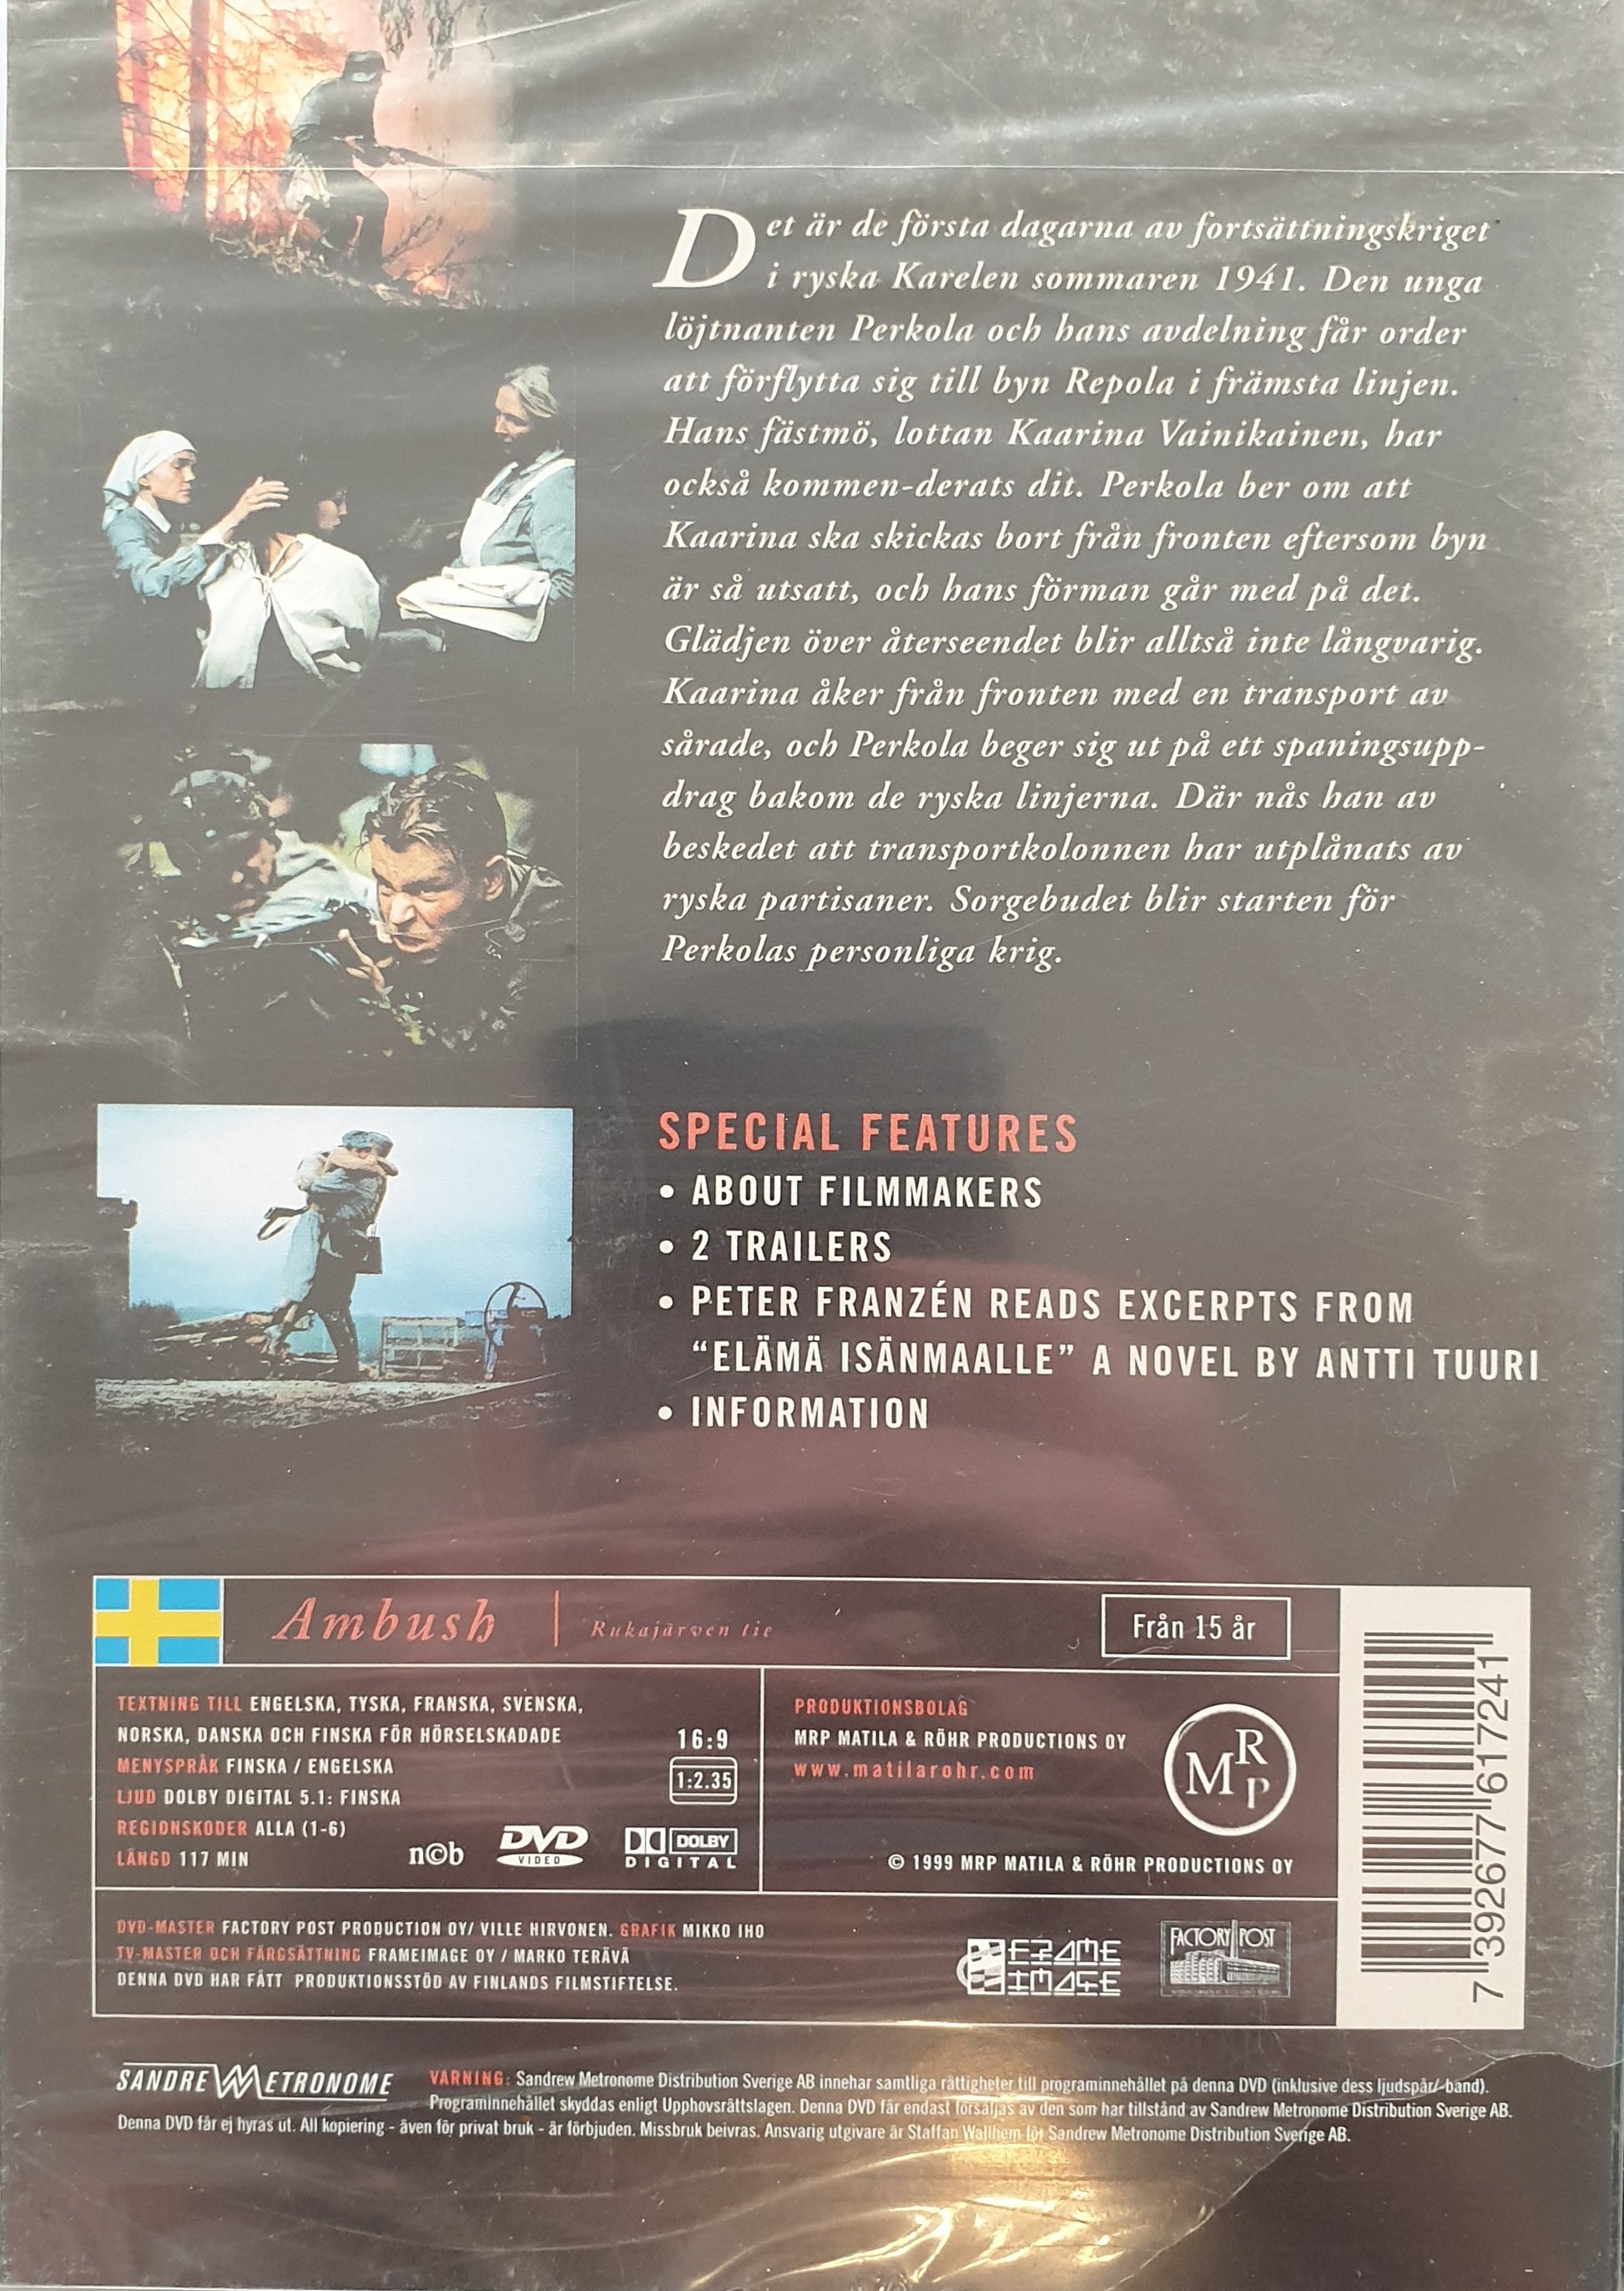 Det är de första dagarna av fortsättningskriget
i ryska Karelen sommaren 1941. Den unga
löjtnanten Perkola och hans avdelning får order
att förflytta sig till byn Repola i främsta linjen.
Hans fästmö, lottan Kaarina Vainikainen, har
också kommen-derats dit. Perkola ber om att
Kaarina ska skickas bort från fronten eftersom byn
är så utsatt, och hans förman går med på det.
Glädjen över återseendet blir alltså inte långvarig.
Kaarina åker från fronten med en transport av
sårade, och Perkola beger sig ut på ett spaningsupp-
drag bakom de ryska linjerna. Där nås han av
beskedet att transportkolonnen har utplånats av
ryska partisaner. Sorgebudet blir starten för
Perkolas personliga krig.
SPECIAL FEATURES
• ABOUT FILMMAKERS
• 2 TRAILERS
• PETER FRANZÉN READS EXCERPTS FROM
“ELÄMÄ ISÄNMAALLE” A NOVEL BY ANTTI TUURI
• INFORMATION
Ambush | Rukajärven tie
Från 15 år
TEXTNING TILL ENGELSKA, TYSKA, FRANSKA, SVENSKA,
NORSKA, DANSKA OCH FINSKA FÖR HÖRSELSKADADE
MENYSPRÅK FINSKA / ENGELSKA
LJUD DOLBY DIGITAL 5.1: FINSKA
REGIONSKODER ALLA (1-6)
LÄNGD 117 MIN
16:9
1:2.35
n©b
DVD VIDEO
DOLBY DIGITAL
PRODUKTIONSBOLAG
MRP MATILA & RÖHR PRODUCTIONS OY
www.matilarohr.com
MRP
© 1999 MRP MATILA & RÖHR PRODUCTIONS OY
DVD-MASTER FACTORY POST PRODUCTION OY/ VILLE HIRVONEN. GRAFIK MIKKO IHO
TV-MASTER OCH FÄRGSÄTTNING FRAMEIMAGE OY / MARKO TERÄVÄ
DENNA DVD HAR FÅTT PRODUKTIONSSTÖD AV FINLANDS FILMSTIFTELSE.
FRAME IMAGE
FACTORY POST
7 392677 617241
SANDREW METRONOME
VARNING: Sandrew Metronome Distribution Sverige AB innehar samtliga rättigheter till programinnehållet på denna DVD (inklusive dess ljudspår/-band).
Programinnehållet skyddas enligt Upphovsrättslagen. Denna DVD får endast försäljas av den som har tillstånd av Sandrew Metronome Distribution Sverige AB.
Denna DVD får ej hyras ut. All kopiering - även för privat bruk - är förbjuden. Missbruk beivras. Ansvarig utgivare är Staffan Wallhem för Sandrew Metronome Distribution Sverige AB.